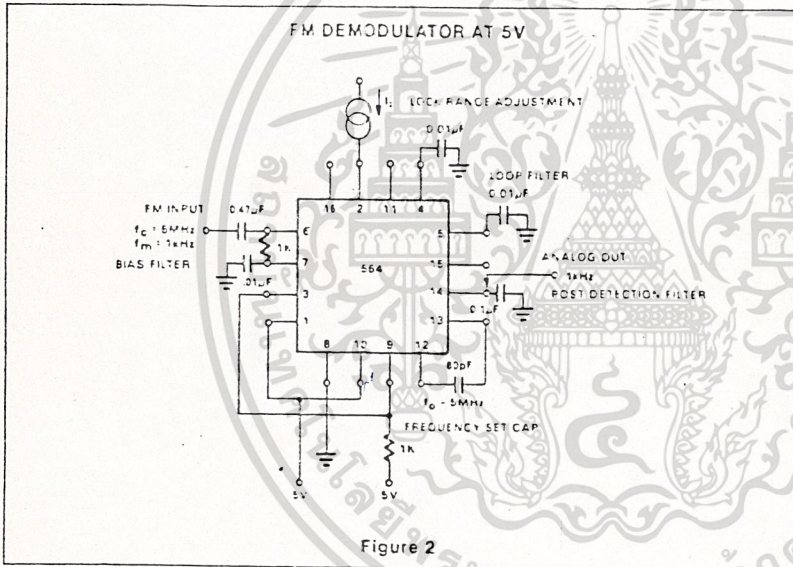 FM DEMODULATOR AT 5V
I₁ LOCK RANGE ADJUSTMENT
0.01µF
LOOP FILTER
0.01µF
16 2 11 4
FM INPUT
0.47µF
fc = 5MHz
fm = 1kHz
BIAS FILTER
.01µF
1K
6
7
3
1
564
5
15
14
13
ANALOG OUT
1kHz
POST DETECTION FILTER
0.1µF
8 10 9 12
80pF
fo - 5MHz
FREQUENCY SET CAP
1K
5V 5V
Figure 2